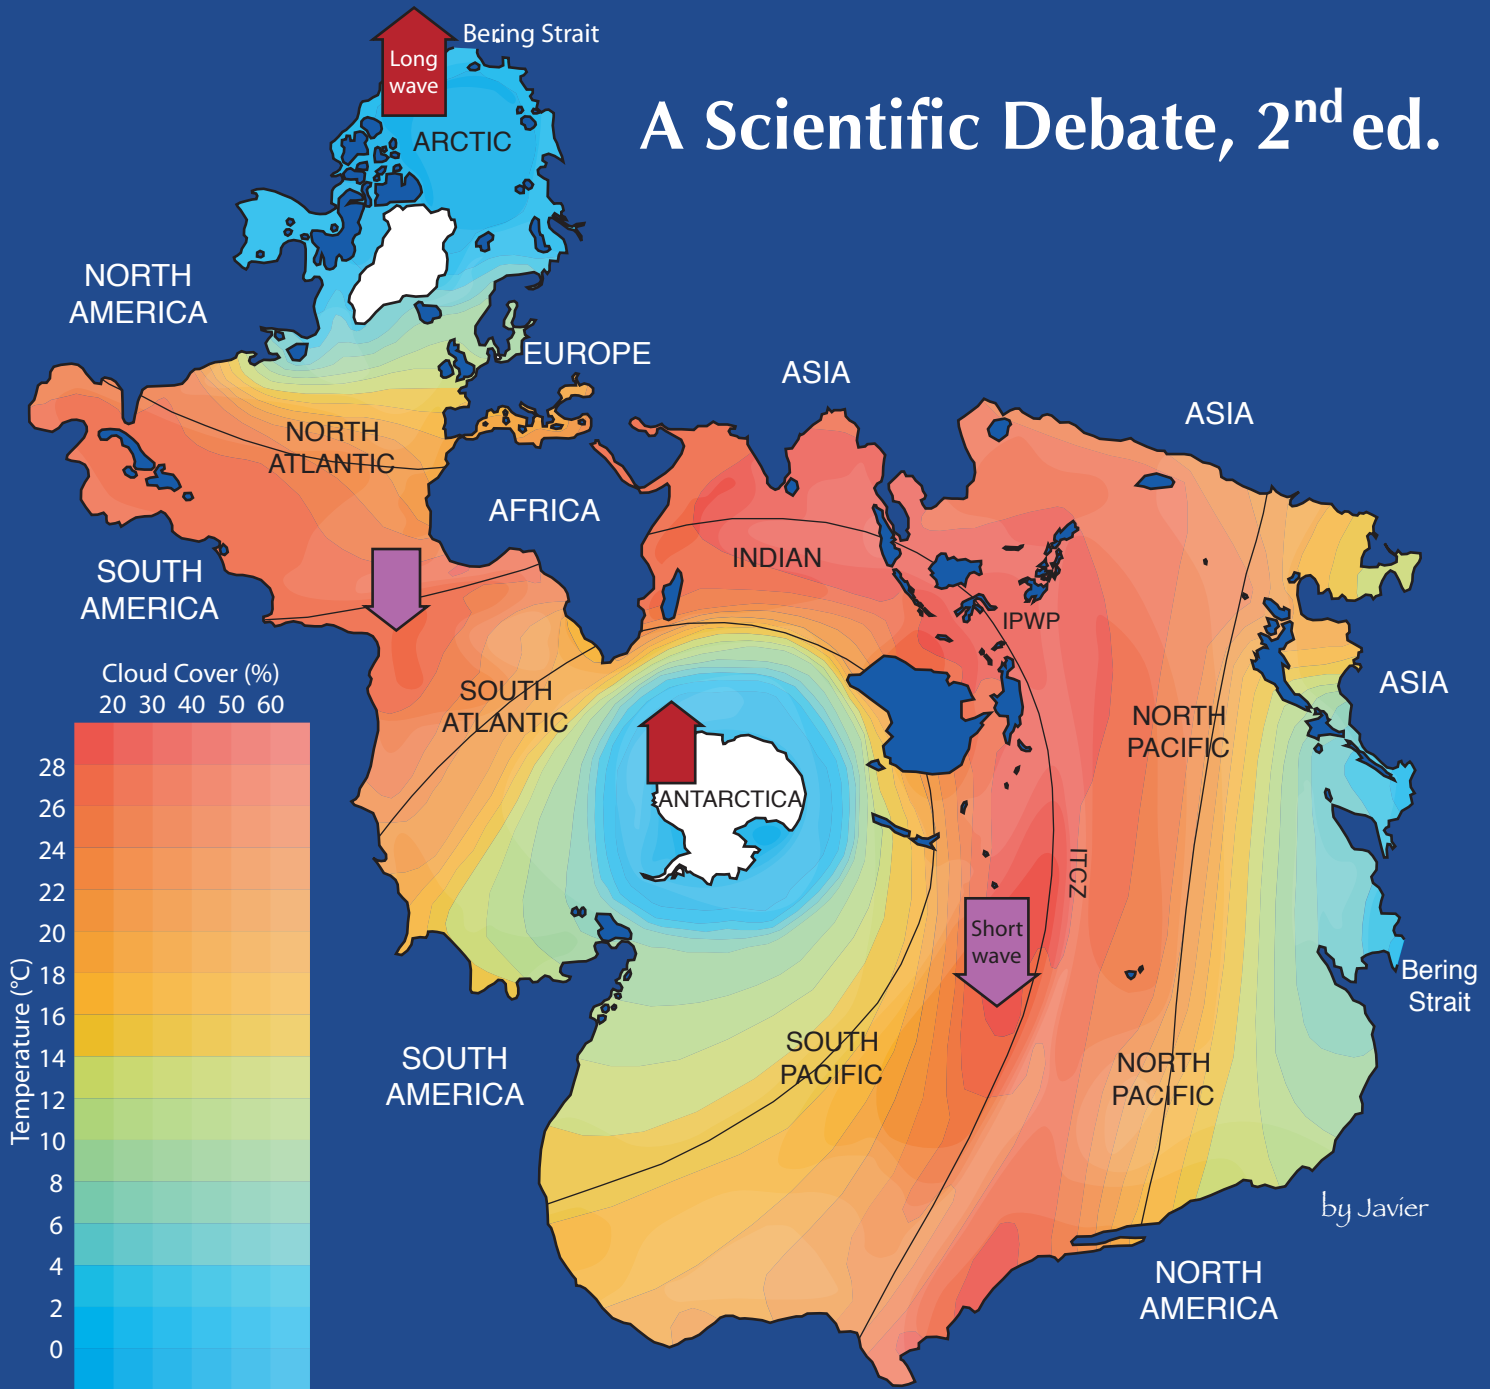 Bering Strait
Long
wave
ARCTIC
A Scientific Debate, 2nd ed.
NORTH
AMERICA
EUROPE
ASIA
ASIA
NORTH
ATLANTIC
AFRICA
INDIAN
SOUTH
AMERICA
IPWP
Cloud Cover (%)
20 30 40 50 60
SOUTH
ATLANTIC
ASIA
NORTH
PACIFIC
ANTARCTICA
ITCZ
Short
wave
Bering
Strait
SOUTH
PACIFIC
SOUTH
AMERICA
NORTH
PACIFIC
by Javier
NORTH
AMERICA
Temperature (°C)
28
26
24
22
20
18
16
14
12
10
8
6
4
2
0